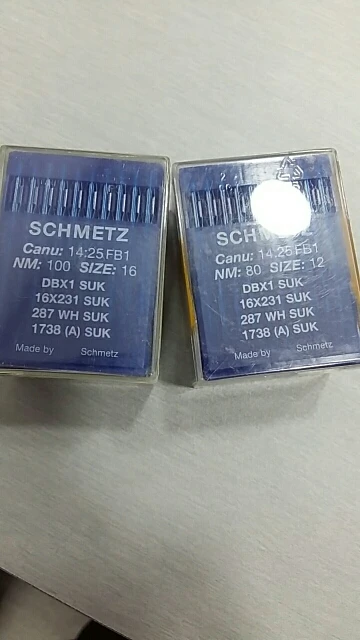 SCHMETZ
Canu: 14:25 FB1
NM: 100 SIZE: 16
DBX1 SUK
16X231 SUK
287 WH SUK
1738 (A) SUK
Made by Schmetz
SCHMETZ
Canu: 14:25 FB1
NM: 80 SIZE: 12
DBX1 SUK
16X231 SUK
287 WH SUK
1738 (A) SUK
Made by Schmetz